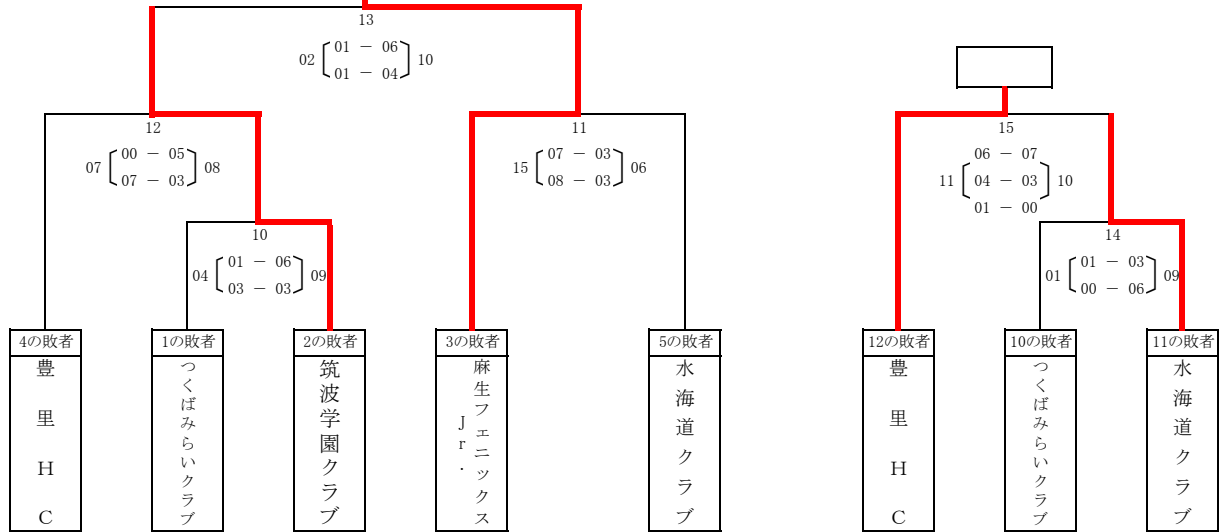 13
01 － 06
02 10
01 － 04
12
00 － 05
07 08
07 － 03
11
07 － 03
15 06
08 － 03
10
01 － 06
04 09
03 － 03
15
06 － 07
11 04 － 03 10
01 － 00
14
01 － 03
01 09
00 － 06
4の敗者
豊里HC
1の敗者
つくばみらいクラブ
2の敗者
筑波学園クラブ
3の敗者
麻生フェニックス
Jr.
5の敗者
水海道クラブ
12の敗者
豊里HC
10の敗者
つくばみらいクラブ
11の敗者
水海道クラブ